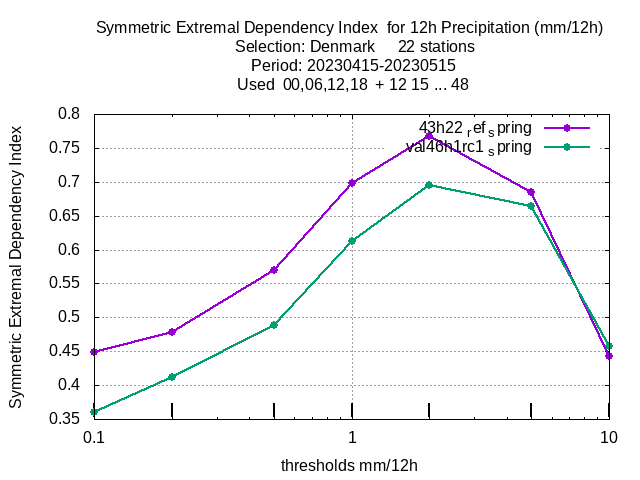 Symmetric Extremal Dependency Index for 12h Precipitation (mm/12h)
Selection: Denmark 22 stations
Period: 20230415-20230515
Used 00,06,12,18 + 12 15 ... 48
43h22 ref spring
val46h1rc1 spring
Symmetric Extremal Dependency Index
0.8
0.75
0.7
0.65
0.6
0.55
0.5
0.45
0.4
0.35
0.1 1 10
thresholds mm/12h